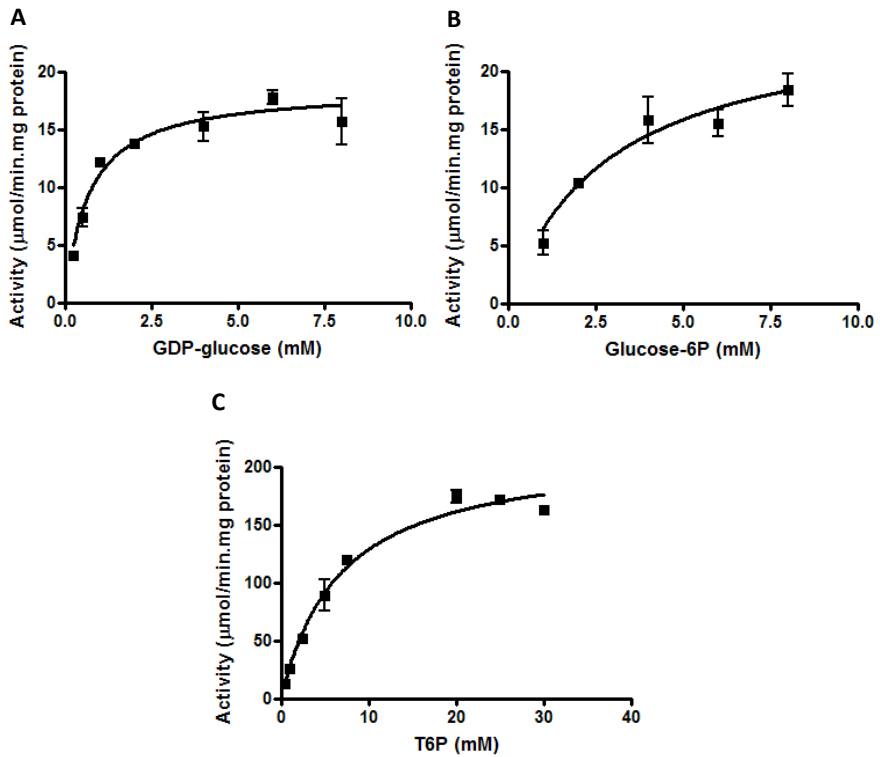 A
Activity (μmol/min.mg protein)
20
15
10
5
0
0.0 2.5 5.0 7.5 10.0
GDP-glucose (mM)
B
Activity (μmol/min.mg protein)
20
15
10
5
0
0.0 2.5 5.0 7.5 10.0
Glucose-6P (mM)
C
Activity (μmol/min.mg protein)
200
150
100
50
0
0 10 20 30 40
T6P (mM)